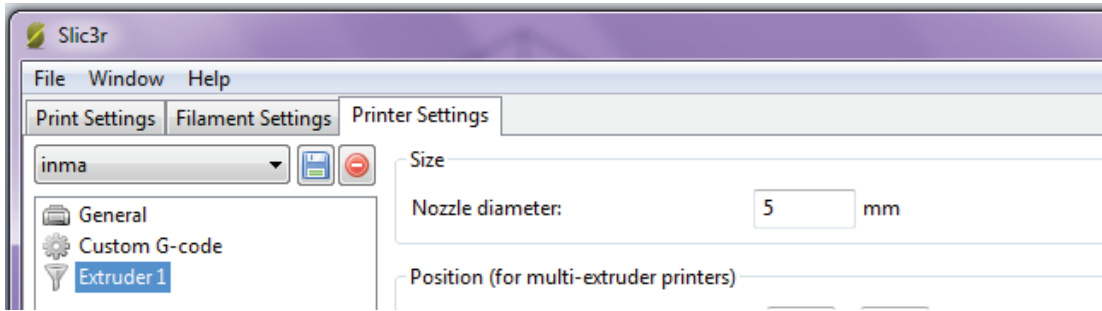 Slic3r
File Window Help
Print Settings Filament Settings Printer Settings
inma
Size
Nozzle diameter: 5 mm
General
Custom G-code
Extruder 1
Position (for multi-extruder printers)